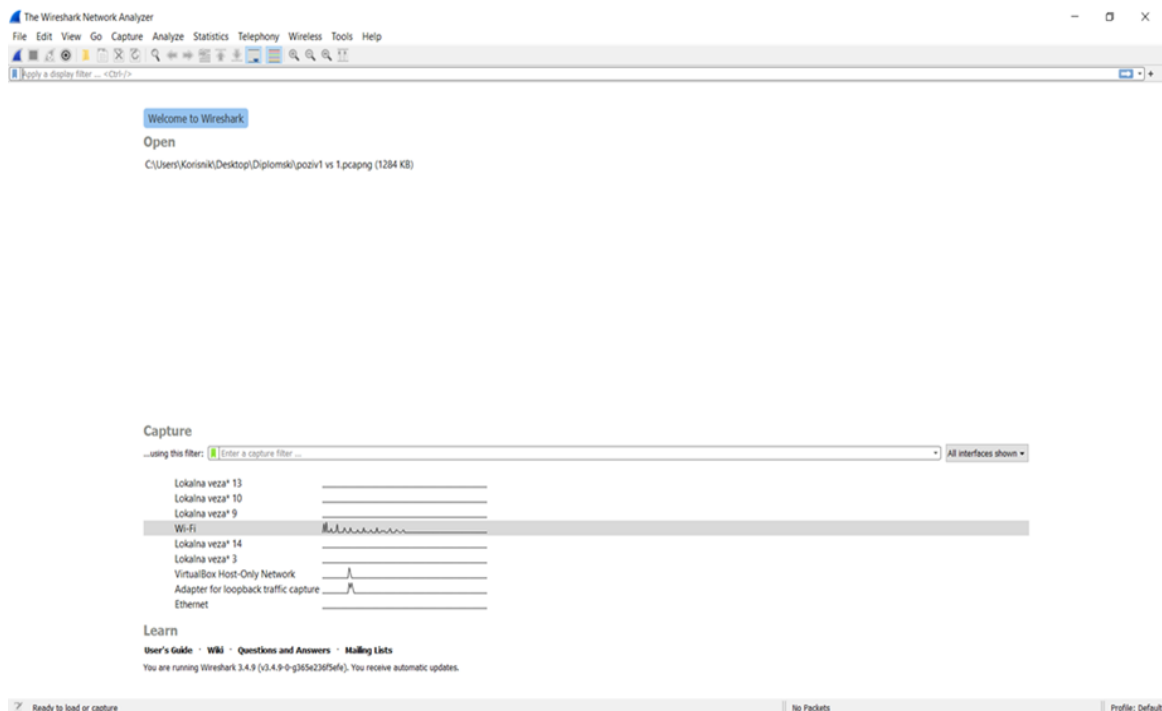 The Wireshark Network Analyzer
File Edit View Go Capture Analyze Statistics Telephony Wireless Tools Help
Apply a display filter ... <Ctrl-/>
Welcome to Wireshark
Open
C:\Users\Korisnik\Desktop\Diplomski\poziv1 vs 1.pcapng (1284 KB)
Capture
...using this filter: Enter a capture filter ... All interfaces shown
Lokalna veza* 13
Lokalna veza* 10
Lokalna veza* 9
Wi-Fi
Lokalna veza* 14
Lokalna veza* 3
VirtualBox Host-Only Network
Adapter for loopback traffic capture
Ethernet
Learn
User's Guide · Wiki · Questions and Answers · Mailing Lists
You are running Wireshark 3.4.9 (v3.4.9-0-g365e236f5efe). You receive automatic updates.
Ready to load or capture No Packets Profile: Default